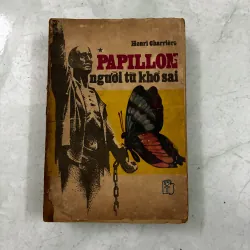 Henri Charrière
PAPILLON
người tù khổ sai